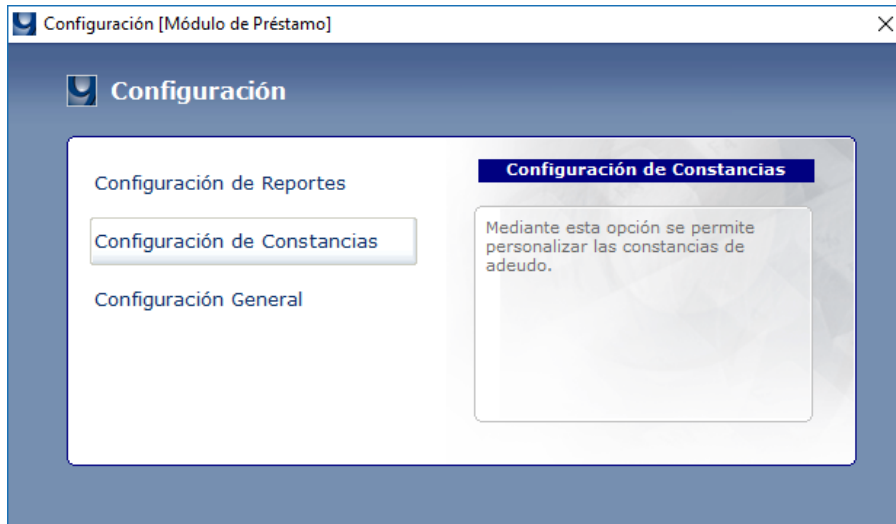 Configuración [Módulo de Préstamo]
Configuración
Configuración de Reportes
Configuración de Constancias
Configuración General
Configuración de Constancias
Mediante esta opción se permite
personalizar las constancias de
adeudo.